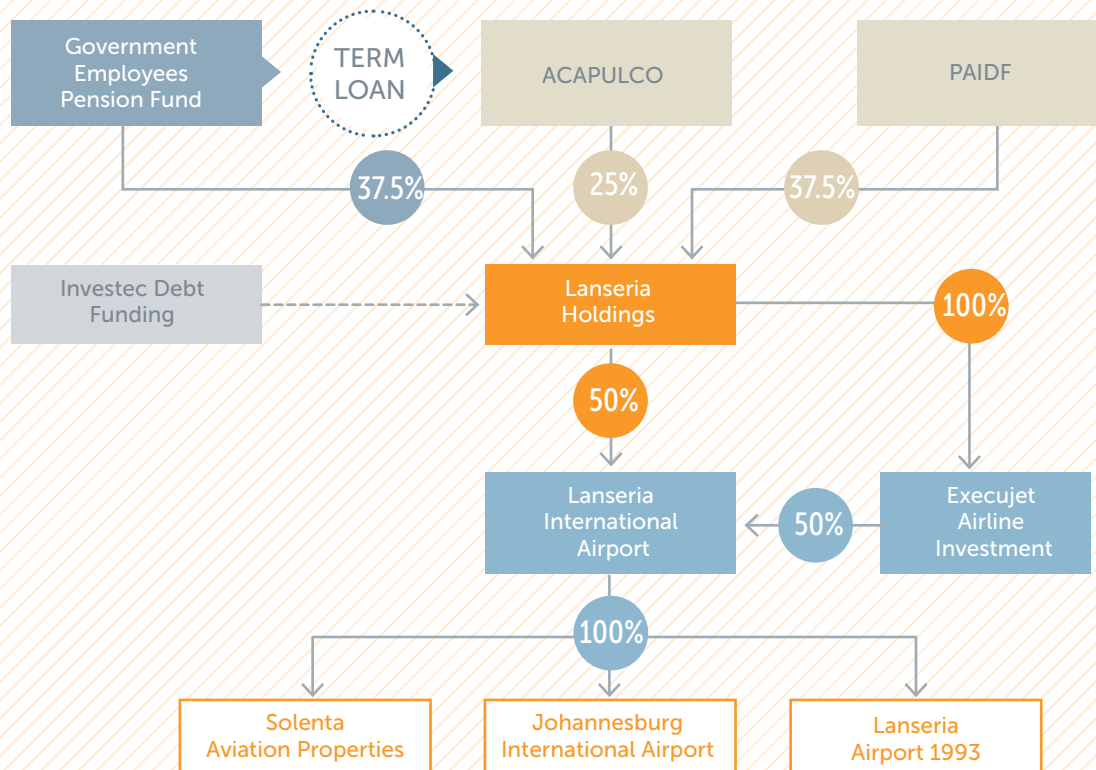 Government
Employees
Pension Fund
TERM
LOAN
ACAPULCO
PAIDF
37.5%
25%
37.5%
Investec Debt
Funding
Lanseria
Holdings
100%
50%
Lanseria
International
Airport
50%
Execujet
Airline
Investment
100%
Solenta
Aviation Properties
Johannesburg
International Airport
Lanseria
Airport 1993